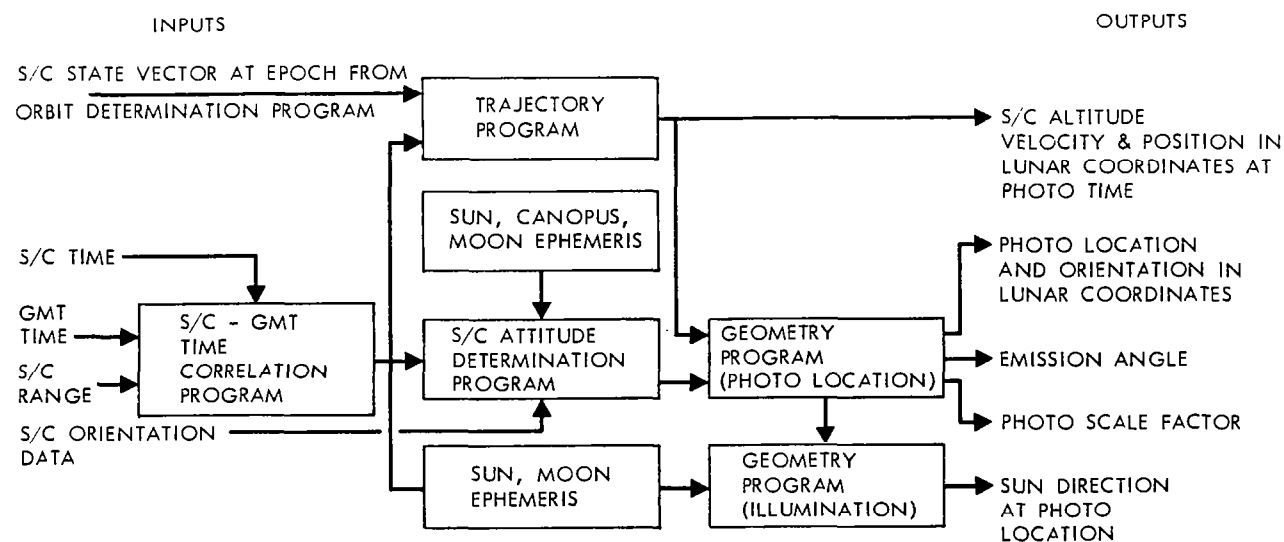 INPUTS
OUTPUTS
S/C STATE VECTOR AT EPOCH FROM
ORBIT DETERMINATION PROGRAM
TRAJECTORY
PROGRAM
S/C ALTITUDE
VELOCITY & POSITION IN
LUNAR COORDINATES AT
PHOTO TIME
SUN, CANOPUS,
MOON EPHEMERIS
S/C TIME
GMT
TIME
S/C
RANGE
S/C - GMT
TIME
CORRELATION
PROGRAM
S/C ATTITUDE
DETERMINATION
PROGRAM
GEOMETRY
PROGRAM
(PHOTO LOCATION)
PHOTO LOCATION
AND ORIENTATION IN
LUNAR COORDINATES
EMISSION ANGLE
PHOTO SCALE FACTOR
S/C ORIENTATION
DATA
SUN, MOON
EPHEMERIS
GEOMETRY
PROGRAM
(ILLUMINATION)
SUN DIRECTION
AT PHOTO
LOCATION